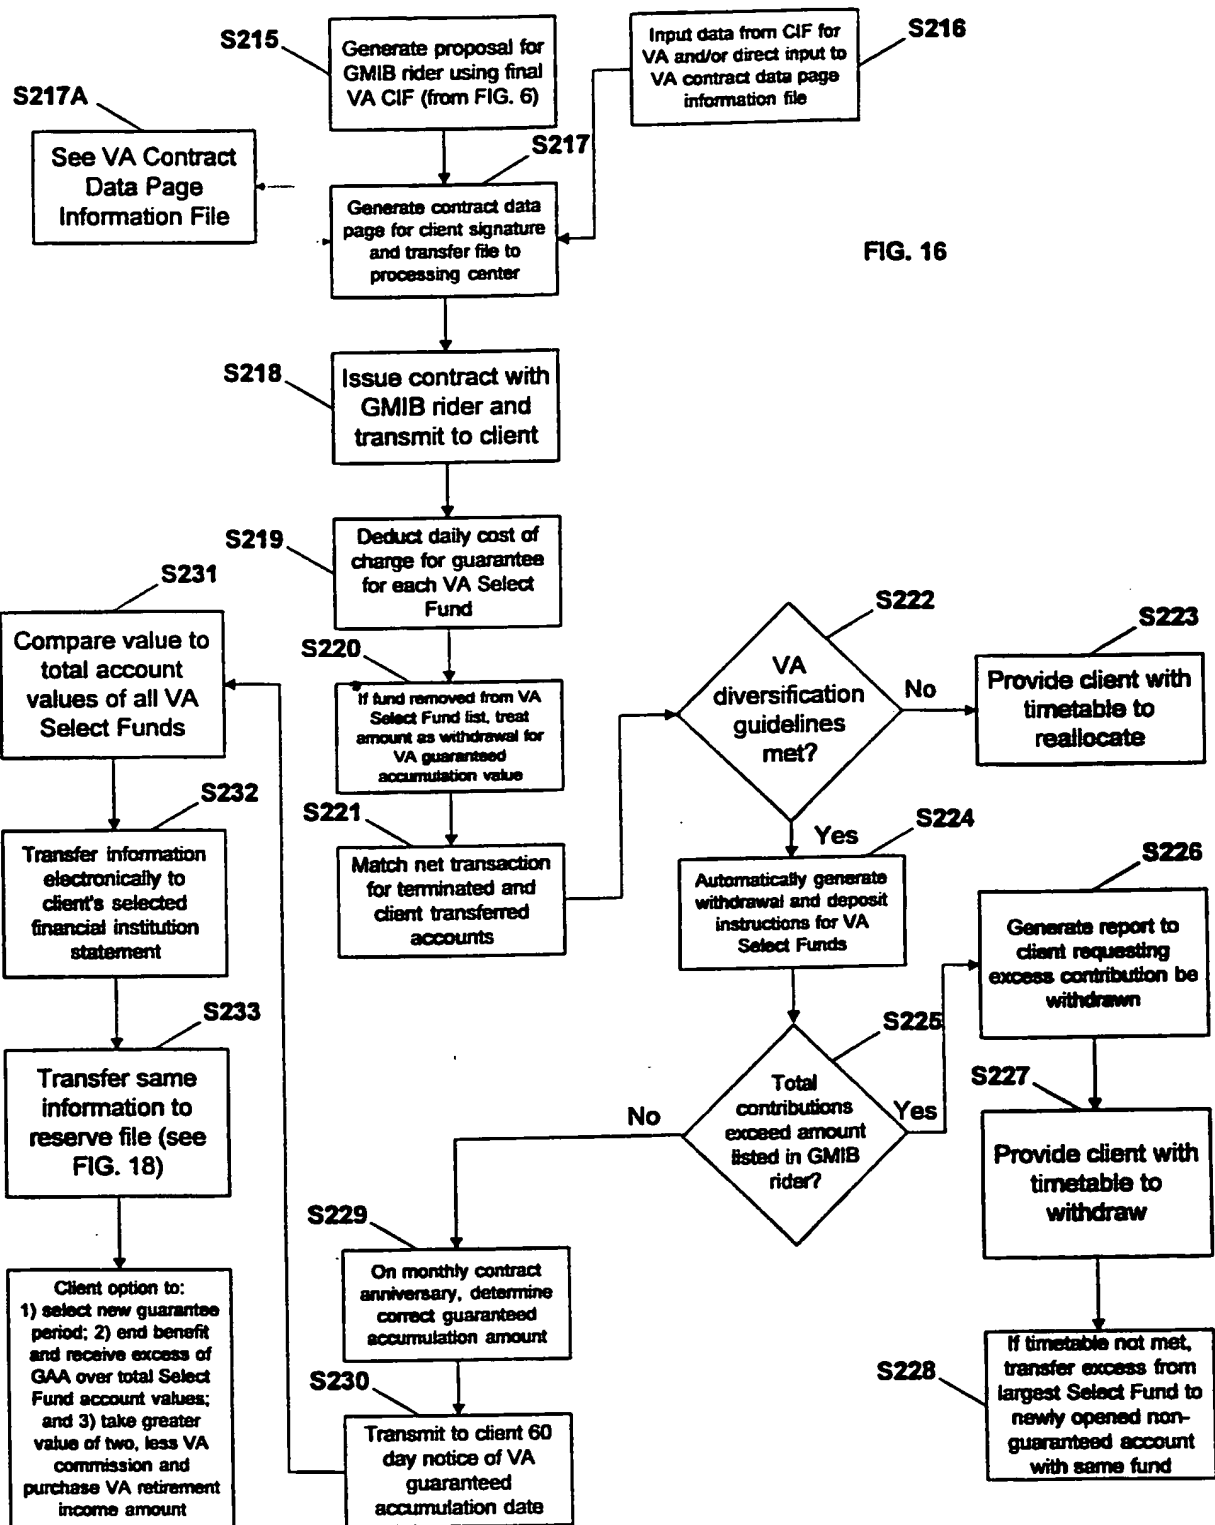 S215
Generate proposal for
GMIB rider using final
VA CIF (from FIG. 6)
Input data from CIF for
VA and/or direct input to
VA contract data page
information file
S216
S217A
See VA Contract
Data Page
Information File
S217
Generate contract data
page for client signature
and transfer file to
processing center
FIG. 16
S218
Issue contract with
GMIB rider and
transmit to client
S219
Deduct daily cost of
charge for guarantee
for each VA Select
Fund
S220
If fund removed from VA
Select Fund list, treat
amount as withdrawal for
VA guaranteed
accumulation value
S221
Match net transaction
for terminated and
client transferred
accounts
S222
VA
diversification
guidelines
met?
No
S223
Provide client with
timetable to
reallocate
Yes
S224
Automatically generate
withdrawal and deposit
instructions for VA
Select Funds
S225
Total
contributions
exceed amount
listed in GMIB
rider?
Yes
No
S226
Generate report to
client requesting
excess contribution be
withdrawn
S227
Provide client with
timetable to
withdraw
S228
If timetable not met,
transfer excess from
largest Select Fund to
newly opened non-
guaranteed account
with same fund
S229
On monthly contract
anniversary, determine
correct guaranteed
accumulation amount
S230
Transmit to client 60
day notice of VA
guaranteed
accumulation date
S231
Compare value to
total account
values of all VA
Select Funds
S232
Transfer information
electronically to
client's selected
financial institution
statement
S233
Transfer same
information to
reserve file (see
FIG. 18)
Client option to:
1) select new guarantee
period; 2) end benefit
and receive excess of
GAA over total Select
Fund account values;
and 3) take greater
value of two, less VA
commission and
purchase VA retirement
income amount